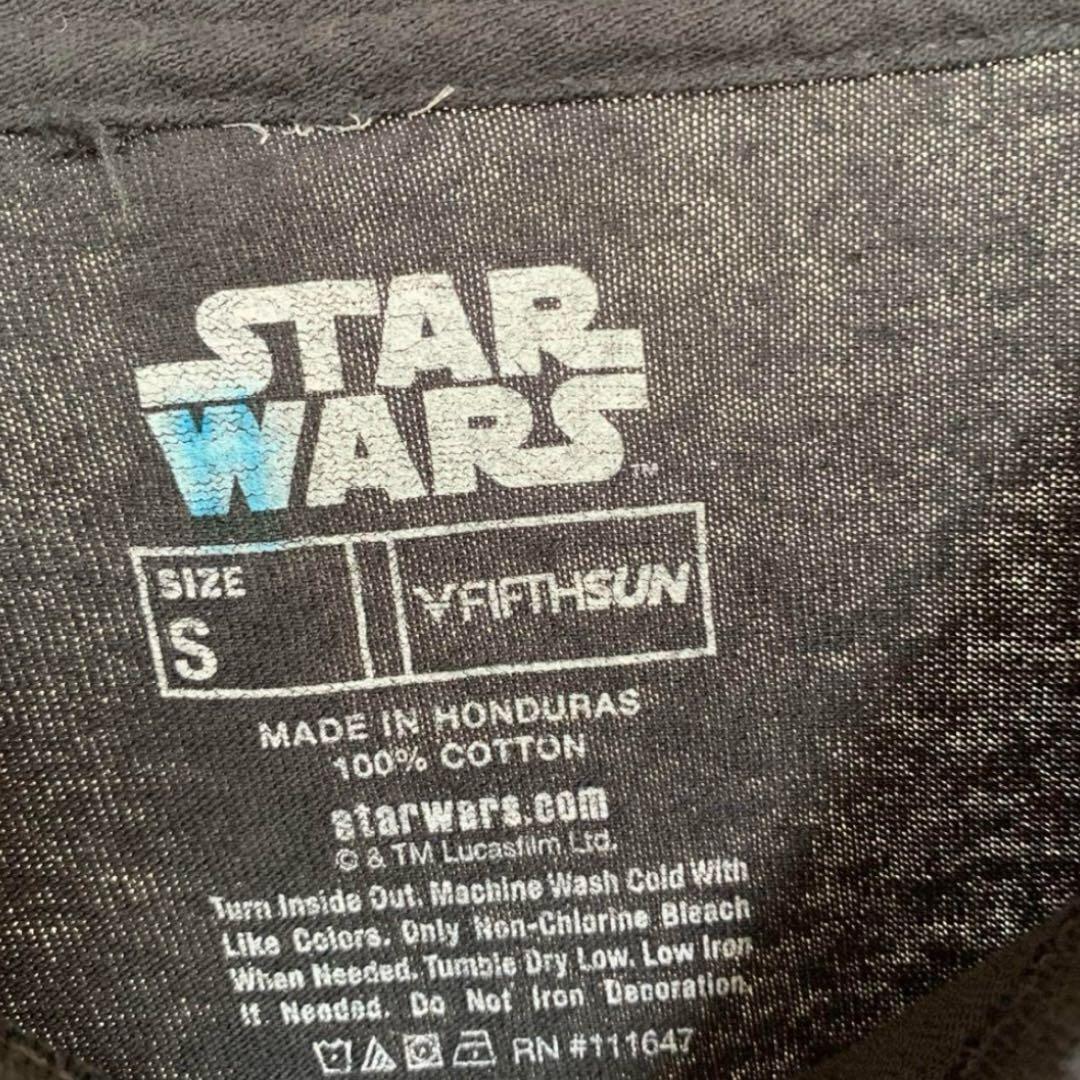 STAR
WARS™
SIZE
S
FIFTHSUN
MADE IN HONDURAS
100% COTTON
starwars.com
© & TM Lucasfilm Ltd.
Turn Inside Out. Machine Wash Cold With
Like Colors. Only Non-Chlorine Bleach
When Needed. Tumble Dry Low. Low Iron
If Needed. Do Not Iron Decoration.
RN #111647